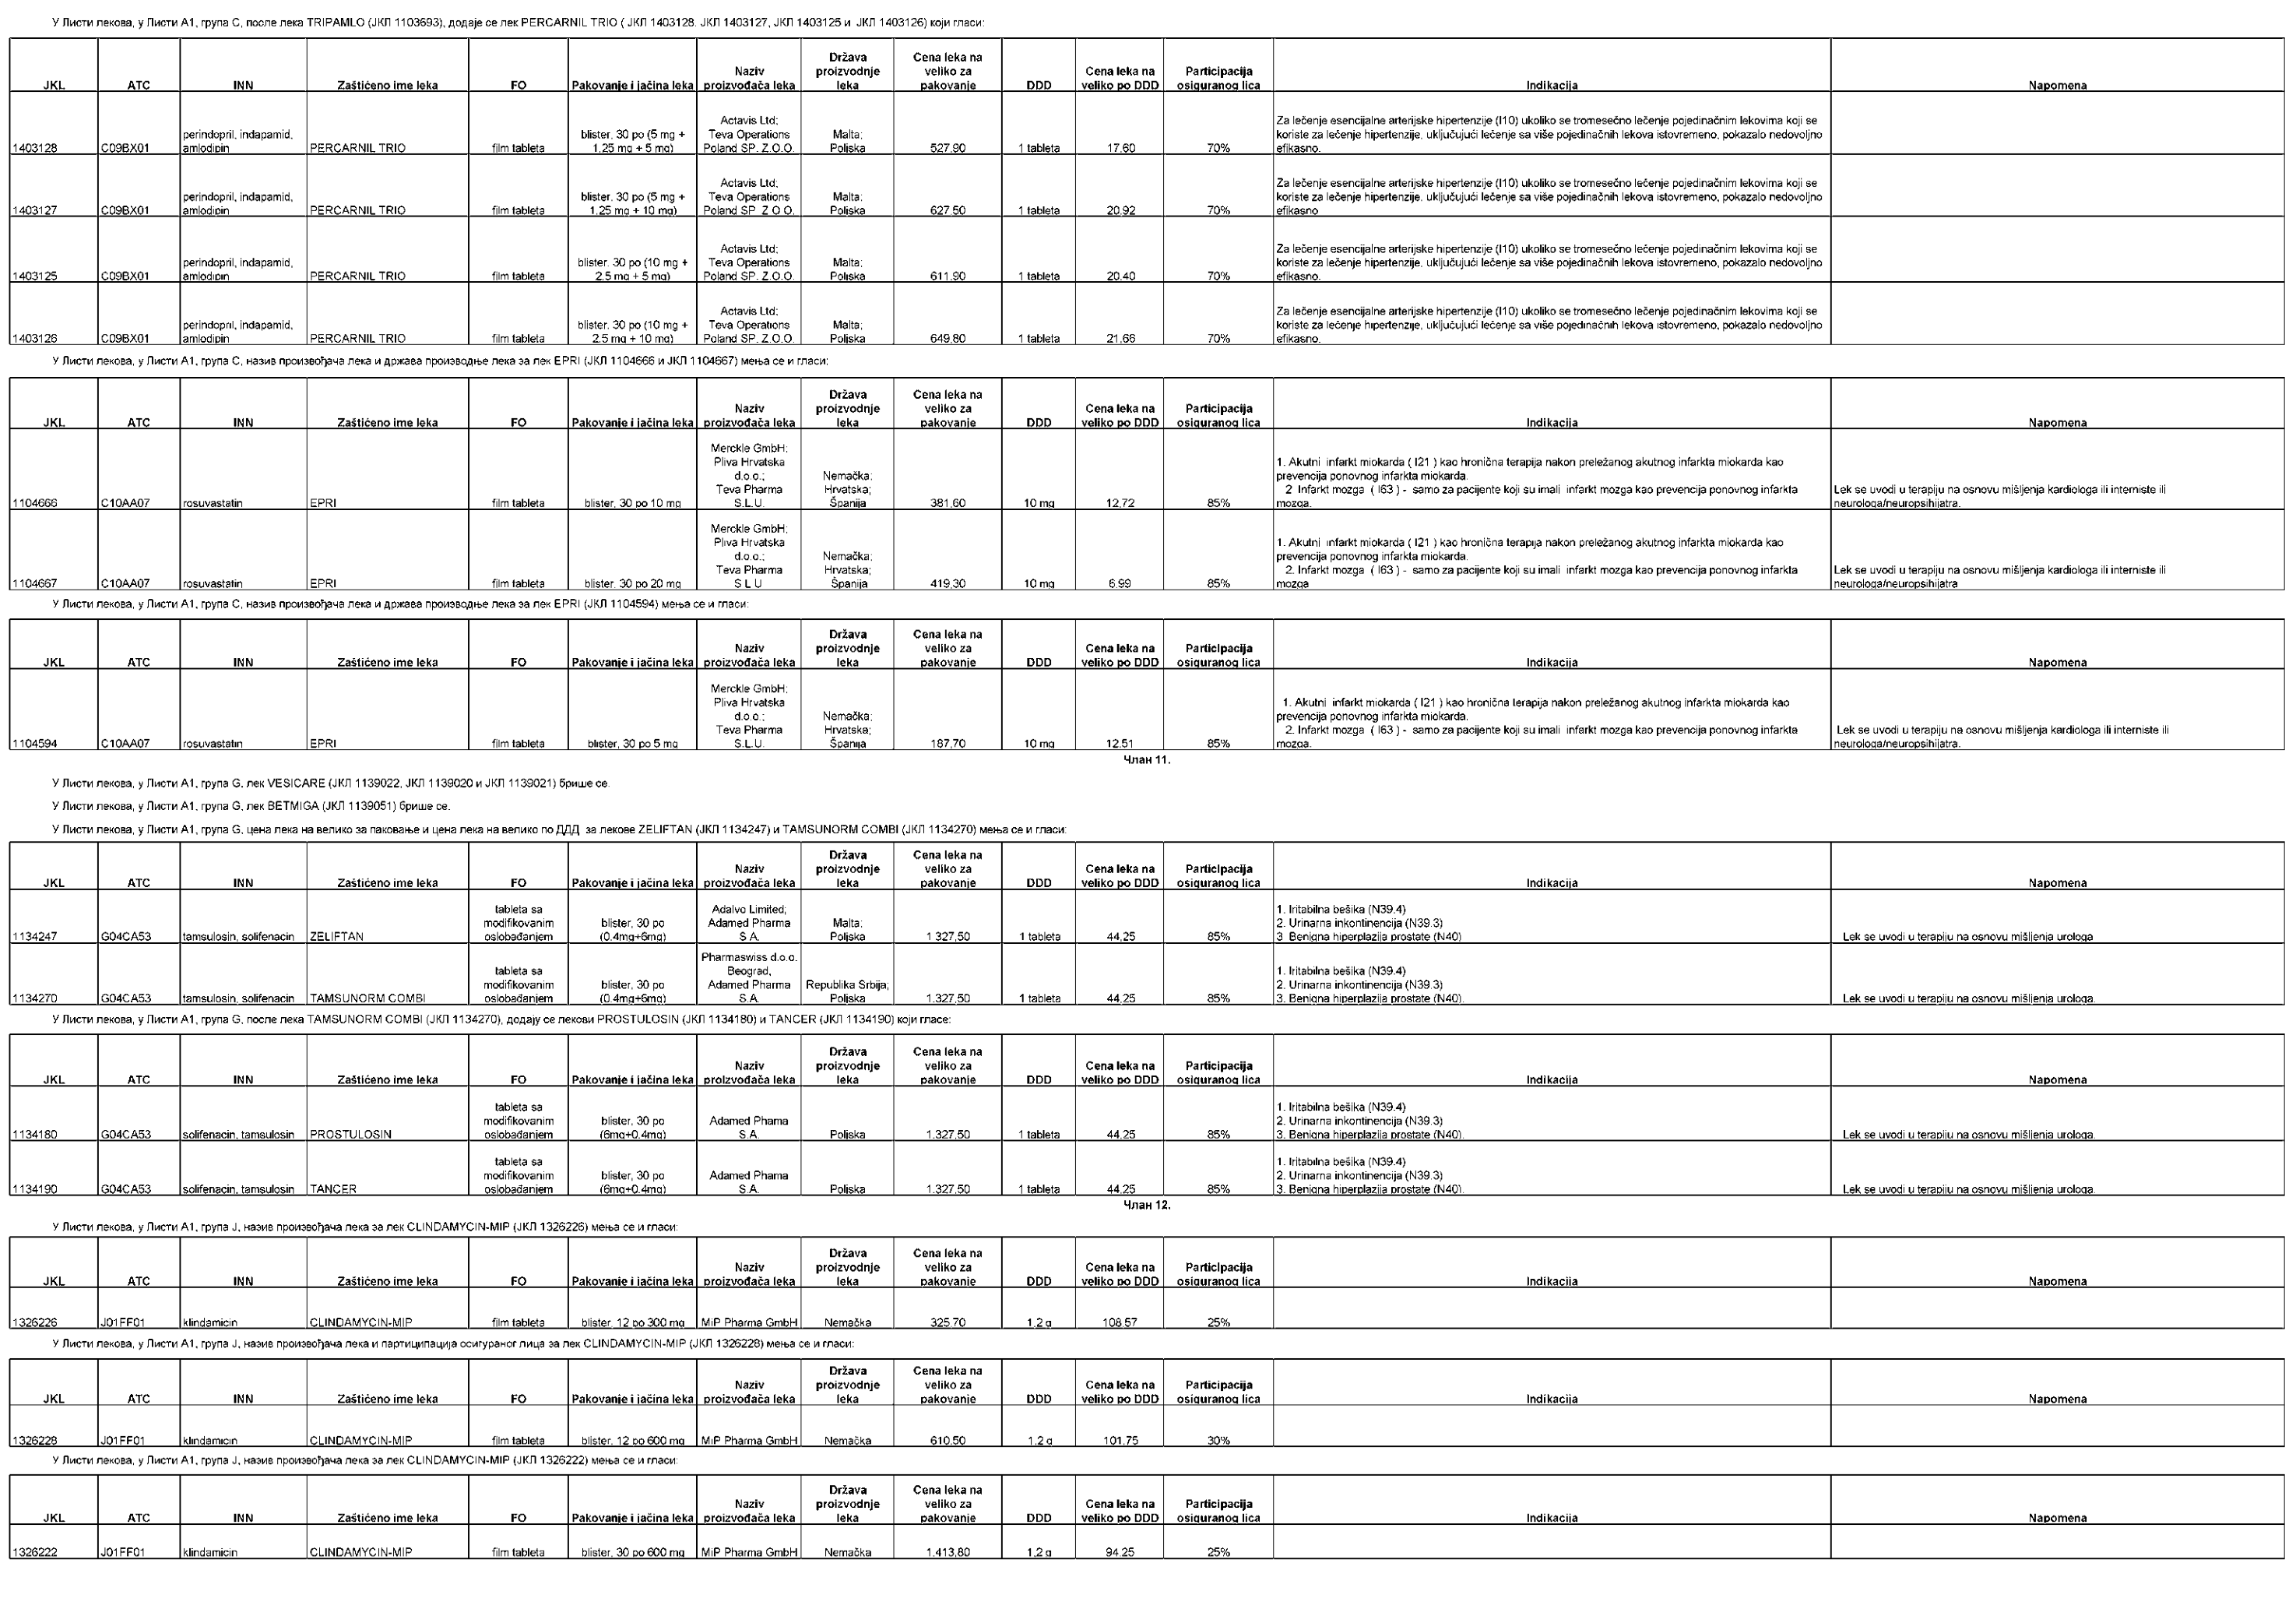 У Листи лекова, у Листи А1, група C, после лека TRIPAMLO (ЈКЛ 1103693), додаје се лек PERCARNIL TRIO ( ЈКЛ 1403128. ЈКЛ 1403127, ЈКЛ 1403125 и ЈКЛ 1403126) који гласи:
JKL ATC INN Zaštićeno ime leka FO Pakovanje i jačina leka Naziv proizvođača leka Država proizvodnje leka Cena leka na veliko za pakovanje DDD Cena leka na veliko po DDD Participacija osiguranog lica Indikacija Napomena
1403128 C09BX01 perindopril, indapamid, amlodipin PERCARNIL TRIO film tableta blister, 30 po (5 mg + 1,25 mg + 5 mg) Actavis Ltd; Teva Operations Poland SP. Z.O.O. Malta; Poljska 527,90 1 tableta 17,60 70% Za lečenje esencijalne arterijske hipertenzije (I10) ukoliko se tromesečno lečenje pojedinačnim lekovima koji se koriste za lečenje hipertenzije, uključujući lečenje sa više pojedinačnih lekova istovremeno, pokazalo nedovoljno efikasno.
1403127 C09BX01 perindopril, indapamid, amlodipin PERCARNIL TRIO film tableta blister. 30 po (5 mg + 1,25 mg + 10 mg) Actavis Ltd; Teva Operations Poland SP. Z.O.O. Malta; Poljska 627,50 1 tableta 20,92 70% Za lečenje esencijalne arterijske hipertenzije (I10) ukoliko se tromesečno lečenje pojedinačnim lekovima koji se koriste za lečenje hipertenzije, uključujući lečenje sa više pojedinačnih lekova istovremeno, pokazalo nedovoljno efikasno
1403125 C09BX01 perindopril, indapamid, amlodipin PERCARNIL TRIO film tableta blister. 30 po (10 mg + 2,5 mg + 5 mg) Actavis Ltd; Teva Operations Poland SP. Z.O.O. Malta; Poljska 611,90 1 tableta 20,40 70% Za lečenje esencijalne arterijske hipertenzije (I10) ukoliko se tromesečno lečenje pojedinačnim lekovima koji se koriste za lečenje hipertenzije, uključujući lečenje sa više pojedinačnih lekova istovremeno, pokazalo nedovoljno efikasno.
1403126 C09BX01 perindopril, indapamid, amlodipin PERCARNIL TRIO film tableta blister. 30 po (10 mg + 2,5 mg + 10 mg) Actavis Ltd; Teva Operations Poland SP. Z.O.O. Malta; Poljska 649,80 1 tableta 21,66 70% Za lečenje esencijalne arterijske hipertenzije (I10) ukoliko se tromesečno lečenje pojedinačnim lekovima koji se koriste za lečenje hipertenzije, uključujući lečenje sa više pojedinačnih lekova istovremeno, pokazalo nedovoljno efikasno.
У Листи лекова, у Листи А1, група C, назив произвођача лека и држава производње лека за лек EPRI (ЈКЛ 1104666 и ЈКЛ 1104667) мења се и гласи:
JKL ATC INN Zaštićeno ime leka FO Pakovanje i jačina leka Naziv proizvođača leka Država proizvodnje leka Cena leka na veliko za pakovanje DDD Cena leka na veliko po DDD Participacija osiguranog lica Indikacija Napomena
1104666 C10AA07 rosuvastatin EPRI film tableta blister, 30 po 10 mg Merckle GmbH; Pliva Hrvatska d.o.o.; Teva Pharma S.L.U. Nemačka; Hrvatska; Španija 381,60 10 mg 12,72 85% 1. Akutni infarkt miokarda ( I21 ) kao hronična terapija nakon preležanog akutnog infarkta miokarda kao prevencija ponovnog infarkta miokarda. 2 Infarkt mozga ( I63 ) - samo za pacijente koji su imali infarkt mozga kao prevencija ponovnog infarkta mozga. Lek se uvodi u terapiju na osnovu mišljenja kardiologa ili interniste ili neurologa/neuropsihijatra.
1104667 C10AA07 rosuvastatin EPRI film tableta blister, 30 po 20 mg Merckle GmbH; Pliva Hrvatska d.o.o.; Teva Pharma S L U Nemačka; Hrvatska; Španija 419,30 10 mg 6,99 85% 1. Akutni infarkt miokarda ( I21 ) kao hronična terapija nakon preležanog akutnog infarkta miokarda kao prevencija ponovnog infarkta miokarda. 2. Infarkt mozga ( I63 ) - samo za pacijente koji su imali infarkt mozga kao prevencija ponovnog infarkta mozga Lek se uvodi u terapiju na osnovu mišljenja kardiologa ili interniste ili neurologa/neuropsihijatra
У Листи лекова, у Листи А1, група C, назив произвођача лека и држава производње лека за лек EPRI (ЈКЛ 1104594) мења се и гласи:
JKL ATC INN Zaštićeno ime leka FO Pakovanje i jačina leka Naziv proizvođača leka Država proizvodnje leka Cena leka na veliko za pakovanje DDD Cena leka na veliko po DDD Participacija osiguranog lica Indikacija Napomena
1104594 C10AA07 rosuvastatin EPRI film tableta blister, 30 po 5 mg Merckle GmbH; Pliva Hrvatska d.o.o.; Teva Pharma S.L.U. Nemačka; Hrvatska; Španija 187,70 10 mg 12,51 85% 1. Akutni infarkt miokarda ( I21 ) kao hronična terapija nakon preležanog akutnog infarkta miokarda kao prevencija ponovnog infarkta miokarda. 2. Infarkt mozga ( I63 ) - samo za pacijente koji su imali infarkt mozga kao prevencija ponovnog infarkta mozga. Lek se uvodi u terapiju na osnovu mišljenja kardiologa ili interniste ili neurologa/neuropsihijatra.
Члан 11.
У Листи лекова, у Листи А1, група G, лек VESICARE (ЈКЛ 1139022, ЈКЛ 1139020 и ЈКЛ 1139021) брише се.
У Листи лекова, у Листи А1, група G, лек BETMIGA (ЈКЛ 1139051) брише се.
У Листи лекова, у Листи А1, група G, цена лека на велико за паковање и цена лека на велико по ДДД за лекове ZELIFTAN (ЈКЛ 1134247) и TAMSUNORM COMBI (ЈКЛ 1134270) мења се и гласи:
JKL ATC INN Zaštićeno ime leka FO Pakovanje i jačina leka Naziv proizvođača leka Država proizvodnje leka Cena leka na veliko za pakovanje DDD Cena leka na veliko po DDD Participacija osiguranog lica Indikacija Napomena
1134247 G04CA53 tamsulosin, solifenacin ZELIFTAN tableta sa modifikovanim oslobađanjem blister, 30 po (0.4mg+6mg) Adalvo Limited; Adamed Pharma S.A. Malta; Poljska 1.327,50 1 tableta 44,25 85% 1. Iritabilna bešika (N39.4) 2. Urinarna inkontinencija (N39.3) 3. Benigna hiperplazija prostate (N40) Lek se uvodi u terapiju na osnovu mišljenja urologa
1134270 G04CA53 tamsulosin, solifenacin TAMSUNORM COMBI tableta sa modifikovanim oslobađanjem blister, 30 po (0.4mg+6mg) Pharmaswiss d.o.o. Beograd, Adamed Pharma S.A. Republika Srbija; Poljska 1.327,50 1 tableta 44,25 85% 1. Iritabilna bešika (N39.4) 2. Urinarna inkontinencija (N39.3) 3. Benigna hiperplazija prostate (N40). Lek se uvodi u terapiju na osnovu mišljenja urologa.
У Листи лекова, у Листи А1, група G, после лека TAMSUNORM COMBI (ЈКЛ 1134270), додају се лекови PROSTULOSIN (ЈКЛ 1134180) и TANCER (ЈКЛ 1134190) који гласе:
JKL ATC INN Zaštićeno ime leka FO Pakovanje i jačina leka Naziv proizvođača leka Država proizvodnje leka Cena leka na veliko za pakovanje DDD Cena leka na veliko po DDD Participacija osiguranog lica Indikacija Napomena
1134180 G04CA53 solifenacin, tamsulosin PROSTULOSIN tableta sa modifikovanim oslobađanjem blister, 30 po (6mg+0.4mg) Adamed Phama S.A. Poljska 1.327,50 1 tableta 44,25 85% 1. Iritabilna bešika (N39.4) 2. Urinarna inkontinencija (N39.3) 3. Benigna hiperplazija prostate (N40). Lek se uvodi u terapiju na osnovu mišljenja urologa.
1134190 G04CA53 solifenacin, tamsulosin TANCER tableta sa modifikovanim oslobađanjem blister, 30 po (6mg+0.4mg) Adamed Phama S.A. Poljska 1.327,50 1 tableta 44,25 85% 1. Iritabilna bešika (N39.4) 2. Urinarna inkontinencija (N39.3) 3. Benigna hiperplazija prostate (N40). Lek se uvodi u terapiju na osnovu mišljenja urologa.
Члан 12.
У Листи лекова, у Листи А1, група J, назив произвођача лека за лек CLINDAMYCIN-MIP (ЈКЛ 1326226) мења се и гласи:
JKL ATC INN Zaštićeno ime leka FO Pakovanje i jačina leka Naziv proizvođača leka Država proizvodnje leka Cena leka na veliko za pakovanje DDD Cena leka na veliko po DDD Participacija osiguranog lica Indikacija Napomena
1326226 J01FF01 klindamicin CLINDAMYCIN-MIP film tableta blister, 12 po 300 mg MiP Pharma GmbH Nemačka 325,70 1,2 g 108,57 25%
У Листи лекова, у Листи А1, група J, назив произвођача лека и партиципација осигураног лица за лек CLINDAMYCIN-MIP (ЈКЛ 1326228) мења се и гласи:
JKL ATC INN Zaštićeno ime leka FO Pakovanje i jačina leka Naziv proizvođača leka Država proizvodnje leka Cena leka na veliko za pakovanje DDD Cena leka na veliko po DDD Participacija osiguranog lica Indikacija Napomena
1326228 J01FF01 klindamicin CLINDAMYCIN-MIP film tableta blister, 12 po 600 mg MiP Pharma GmbH Nemačka 610,50 1,2 g 101,75 30%
У Листи лекова, у Листи А1, група J, назив произвођача лека за лек CLINDAMYCIN-MIP (ЈКЛ 1326222) мења се и гласи:
JKL ATC INN Zaštićeno ime leka FO Pakovanje i jačina leka Naziv proizvođača leka Država proizvodnje leka Cena leka na veliko za pakovanje DDD Cena leka na veliko po DDD Participacija osiguranog lica Indikacija Napomena
1326222 J01FF01 klindamicin CLINDAMYCIN-MIP film tableta blister, 30 po 600 mg MiP Pharma GmbH Nemačka 1.413,80 1,2 g 94,25 25%